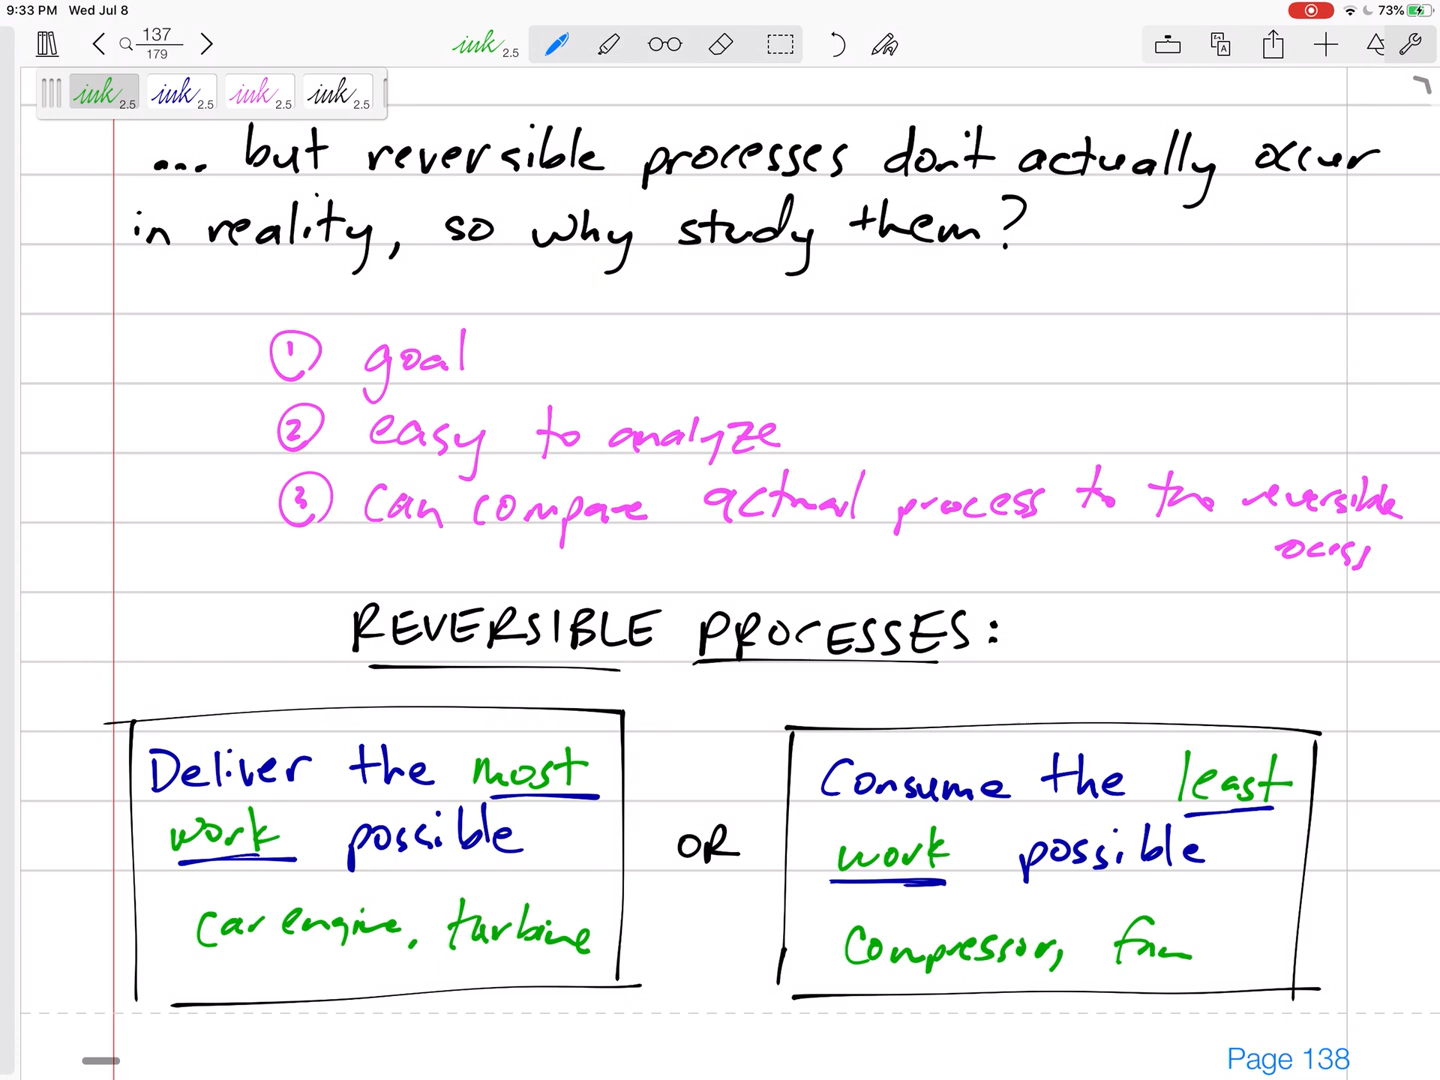 9:33 PM Wed Jul 8
73%
137
179
ink 2.5
ink 2.5 ink 2.5 ink 2.5 ink 2.5
... but reversible processes don't actually occur
in reality, so why study them?
1 goal
2 easy to analyze
3 can compare actual process to the reversible
ocess
REVERSIBLE PROCESSES:
Deliver the most
work possible
car engine, turbine
OR
Consume the least
work possible
compressor, fan
Page 138